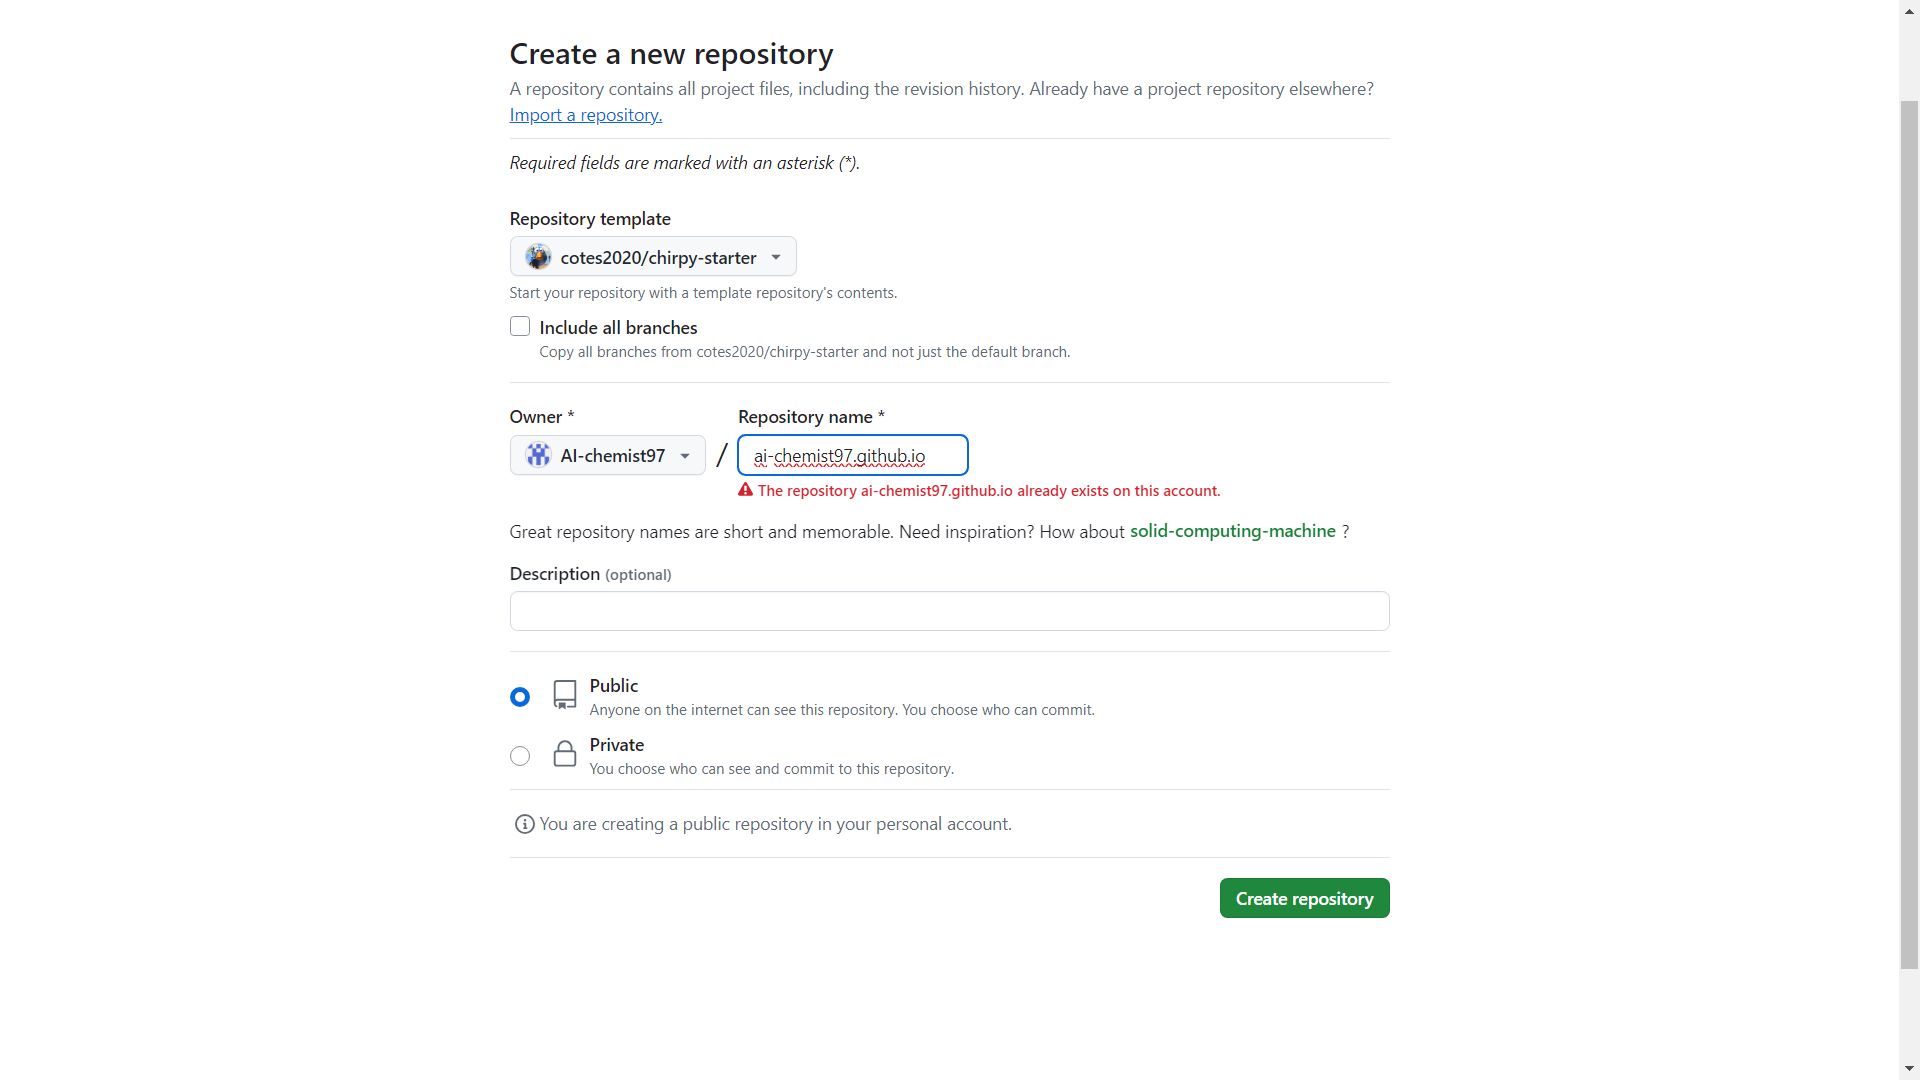 Create a new repository
A repository contains all project files, including the revision history. Already have a project repository elsewhere?
Import a repository.
Required fields are marked with an asterisk (*).
Repository template
cotes2020/chirpy-starter
Start your repository with a template repository's contents.
Include all branches
Copy all branches from cotes2020/chirpy-starter and not just the default branch.
Owner * Repository name *
AI-chemist97 / ai-chemist97.github.io
The repository ai-chemist97.github.io already exists on this account.
Great repository names are short and memorable. Need inspiration? How about solid-computing-machine ?
Description (optional)
Public
Anyone on the internet can see this repository. You choose who can commit.
Private
You choose who can see and commit to this repository.
You are creating a public repository in your personal account.
Create repository